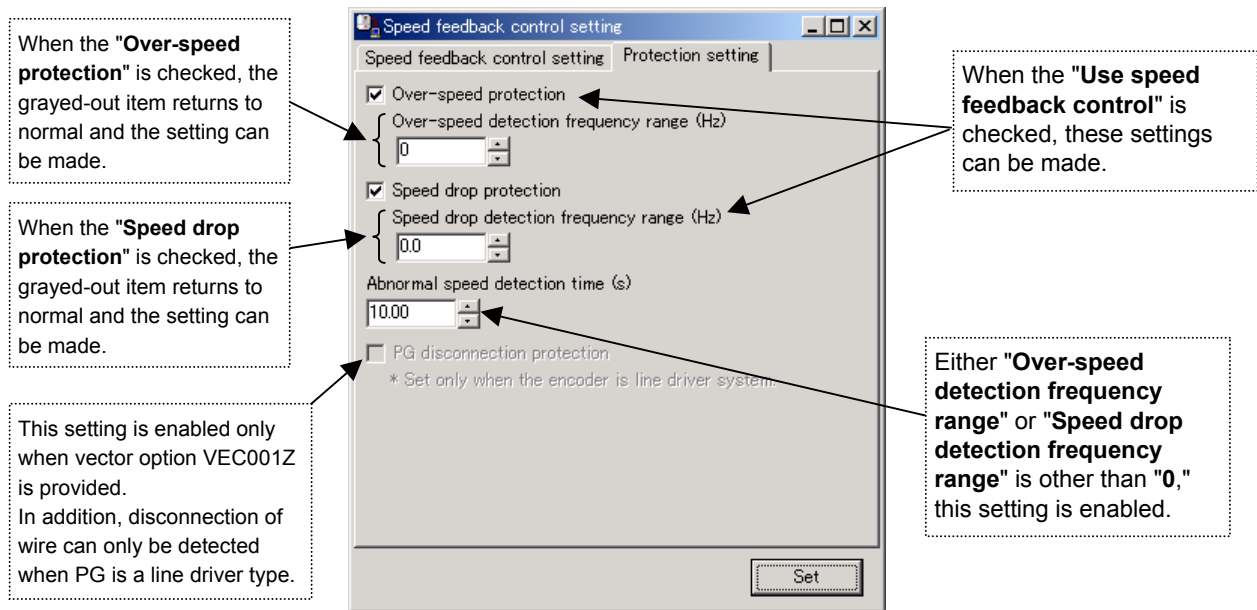 When the "Over-speed
protection" is checked, the
grayed-out item returns to
normal and the setting can
be made.
When the "Speed drop
protection" is checked, the
grayed-out item returns to
normal and the setting can
be made.
This setting is enabled only
when vector option VEC001Z
is provided.
In addition, disconnection of
wire can only be detected
when PG is a line driver type.
Speed feedback control setting
Speed feedback control setting Protection setting
Over-speed protection
Over-speed detection frequency range (Hz)
0
Speed drop protection
Speed drop detection frequency range (Hz)
0.0
Abnormal speed detection time (s)
10.00
PG disconnection protection
* Set only when the encoder is line driver system.
Set
When the "Use speed
feedback control" is
checked, these settings
can be made.
Either "Over-speed
detection frequency
range" or "Speed drop
detection frequency
range" is other than "0,"
this setting is enabled.